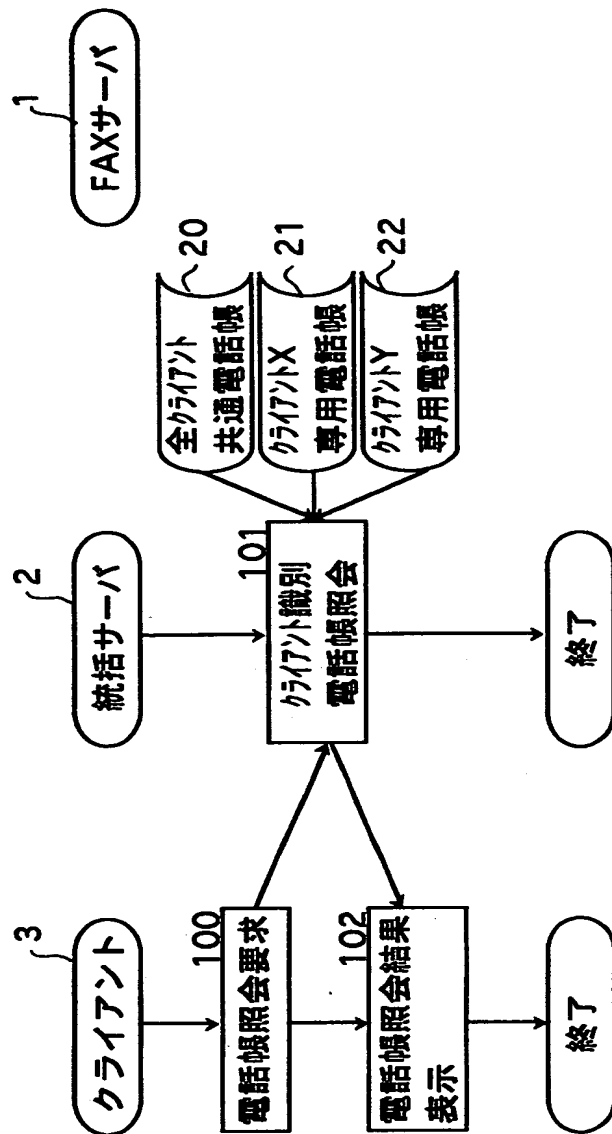 3
クライアント
100
電話帳照会要求
102
電話帳照会結果
表示
終了
2
統括サーバ
101
クライアント識別
電話帳照会
終了
20
全クライアント
共通電話帳
21
クライアントX
専用電話帳
22
クライアントY
専用電話帳
1
FAXサーバ